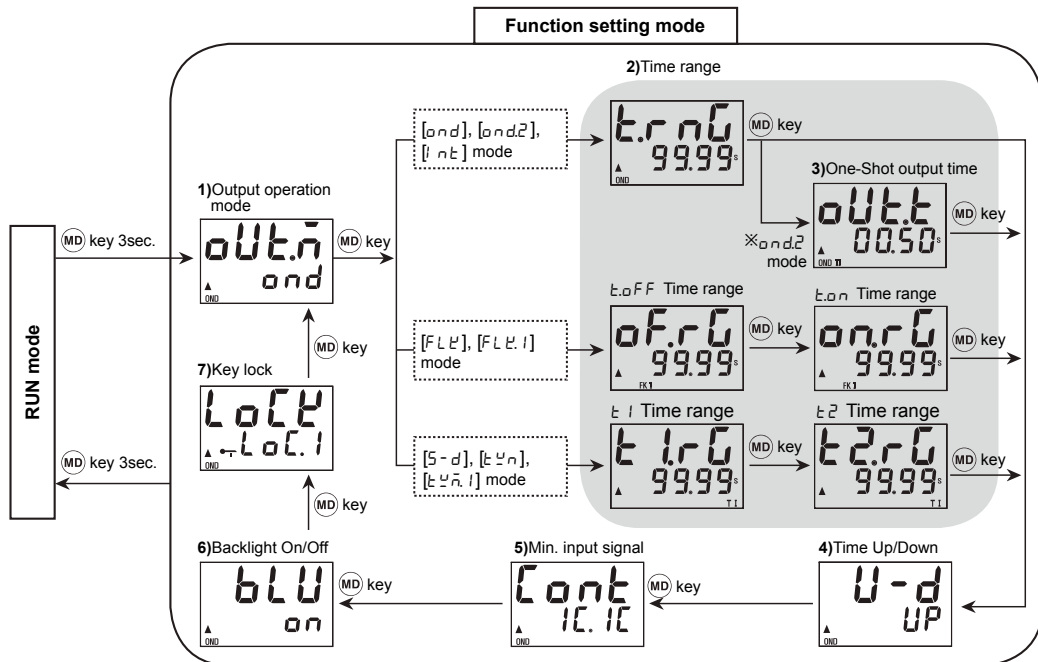 Function setting mode
2)Time range
[ond], [ond.2],
[Int] mode
t.rnG
99.99s
OND
MD key
3)One-Shot output time
oUt.t
00.50s
OND T1
MD key
※ond.2
mode
1)Output operation
mode
oUt.m
ond
OND
MD key
RUN mode
MD key 3sec.
MD key 3sec.
MD key
[FLK], [FLK.1]
mode
t.oFF Time range
oF.rG
99.99s
FK 1
MD key
t.on Time range
on.rG
99.99s
FK 1
MD key
7)Key lock
LoCK
LoC.1
OND
MD key
[S-d], [tWn],
[tWm.1] mode
t1 Time range
t1.rG
99.99s
T I
MD key
t2 Time range
t2.rG
99.99s
T I
MD key
6)Backlight On/Off
bLU
on
OND
MD key
5)Min. input signal
Cont
1C. 1C
OND
MD key
4)Time Up/Down
U-d
UP
OND